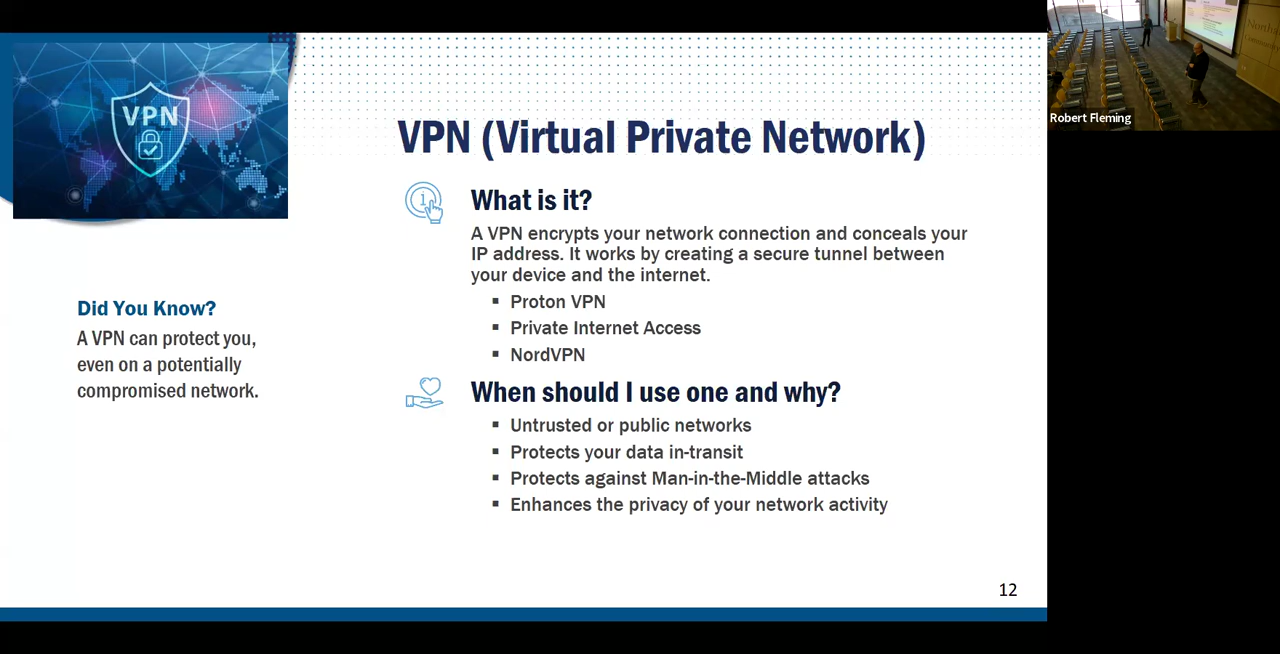 VPN
VPN (Virtual Private Network)
What is it?
A VPN encrypts your network connection and conceals your
IP address. It works by creating a secure tunnel between
your device and the internet.
▪ Proton VPN
▪ Private Internet Access
▪ NordVPN
When should I use one and why?
▪ Untrusted or public networks
▪ Protects your data in-transit
▪ Protects against Man-in-the-Middle attacks
▪ Enhances the privacy of your network activity
Did You Know?
A VPN can protect you,
even on a potentially
compromised network.
12
Robert Fleming